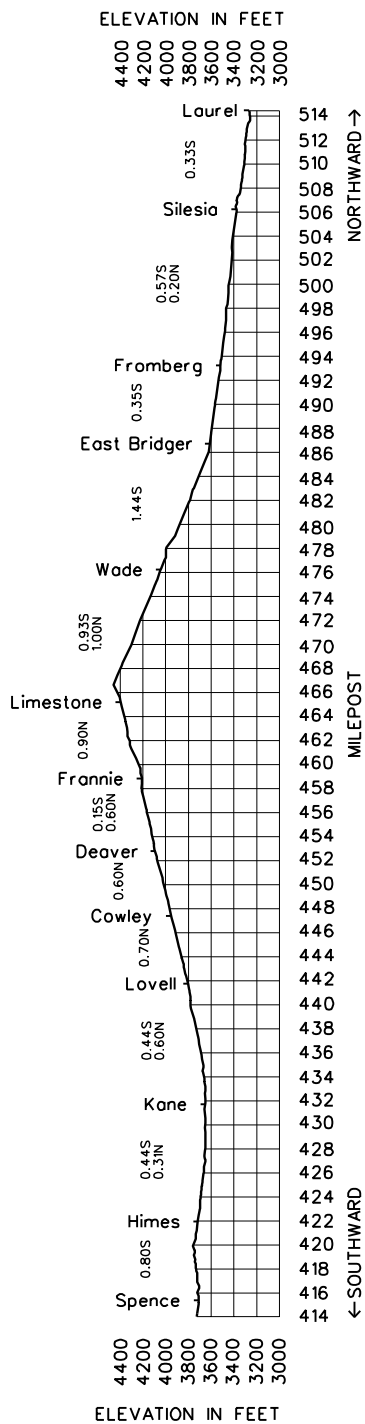 ELEVATION IN FEET
4400 4200 4000 3800 3600 3400 3200 3000
Laurel 514
512
0.33S 510
508
Silesia 506
504
502
0.57S 500
0.20N 498
496
494
Fromberg 492
0.35S 490
488
East Bridger 486
484
1.44S 482
480
478
Wade 476
474
472
0.93S 470
1.00N 468
466
Limestone 464
0.90N 462
460
Frannie 458
0.15S 456
0.60N 454
Deaver 452
0.60N 450
448
Cowley 446
0.70N 444
Lovell 442
440
0.44S 438
0.60N 436
434
Kane 432
430
0.44S 428
0.31N 426
424
Himes 422
420
0.80S 418
Spence 416
414
NORTHWARD →
MILEPOST
← SOUTHWARD
4400 4200 4000 3800 3600 3400 3200 3000
ELEVATION IN FEET